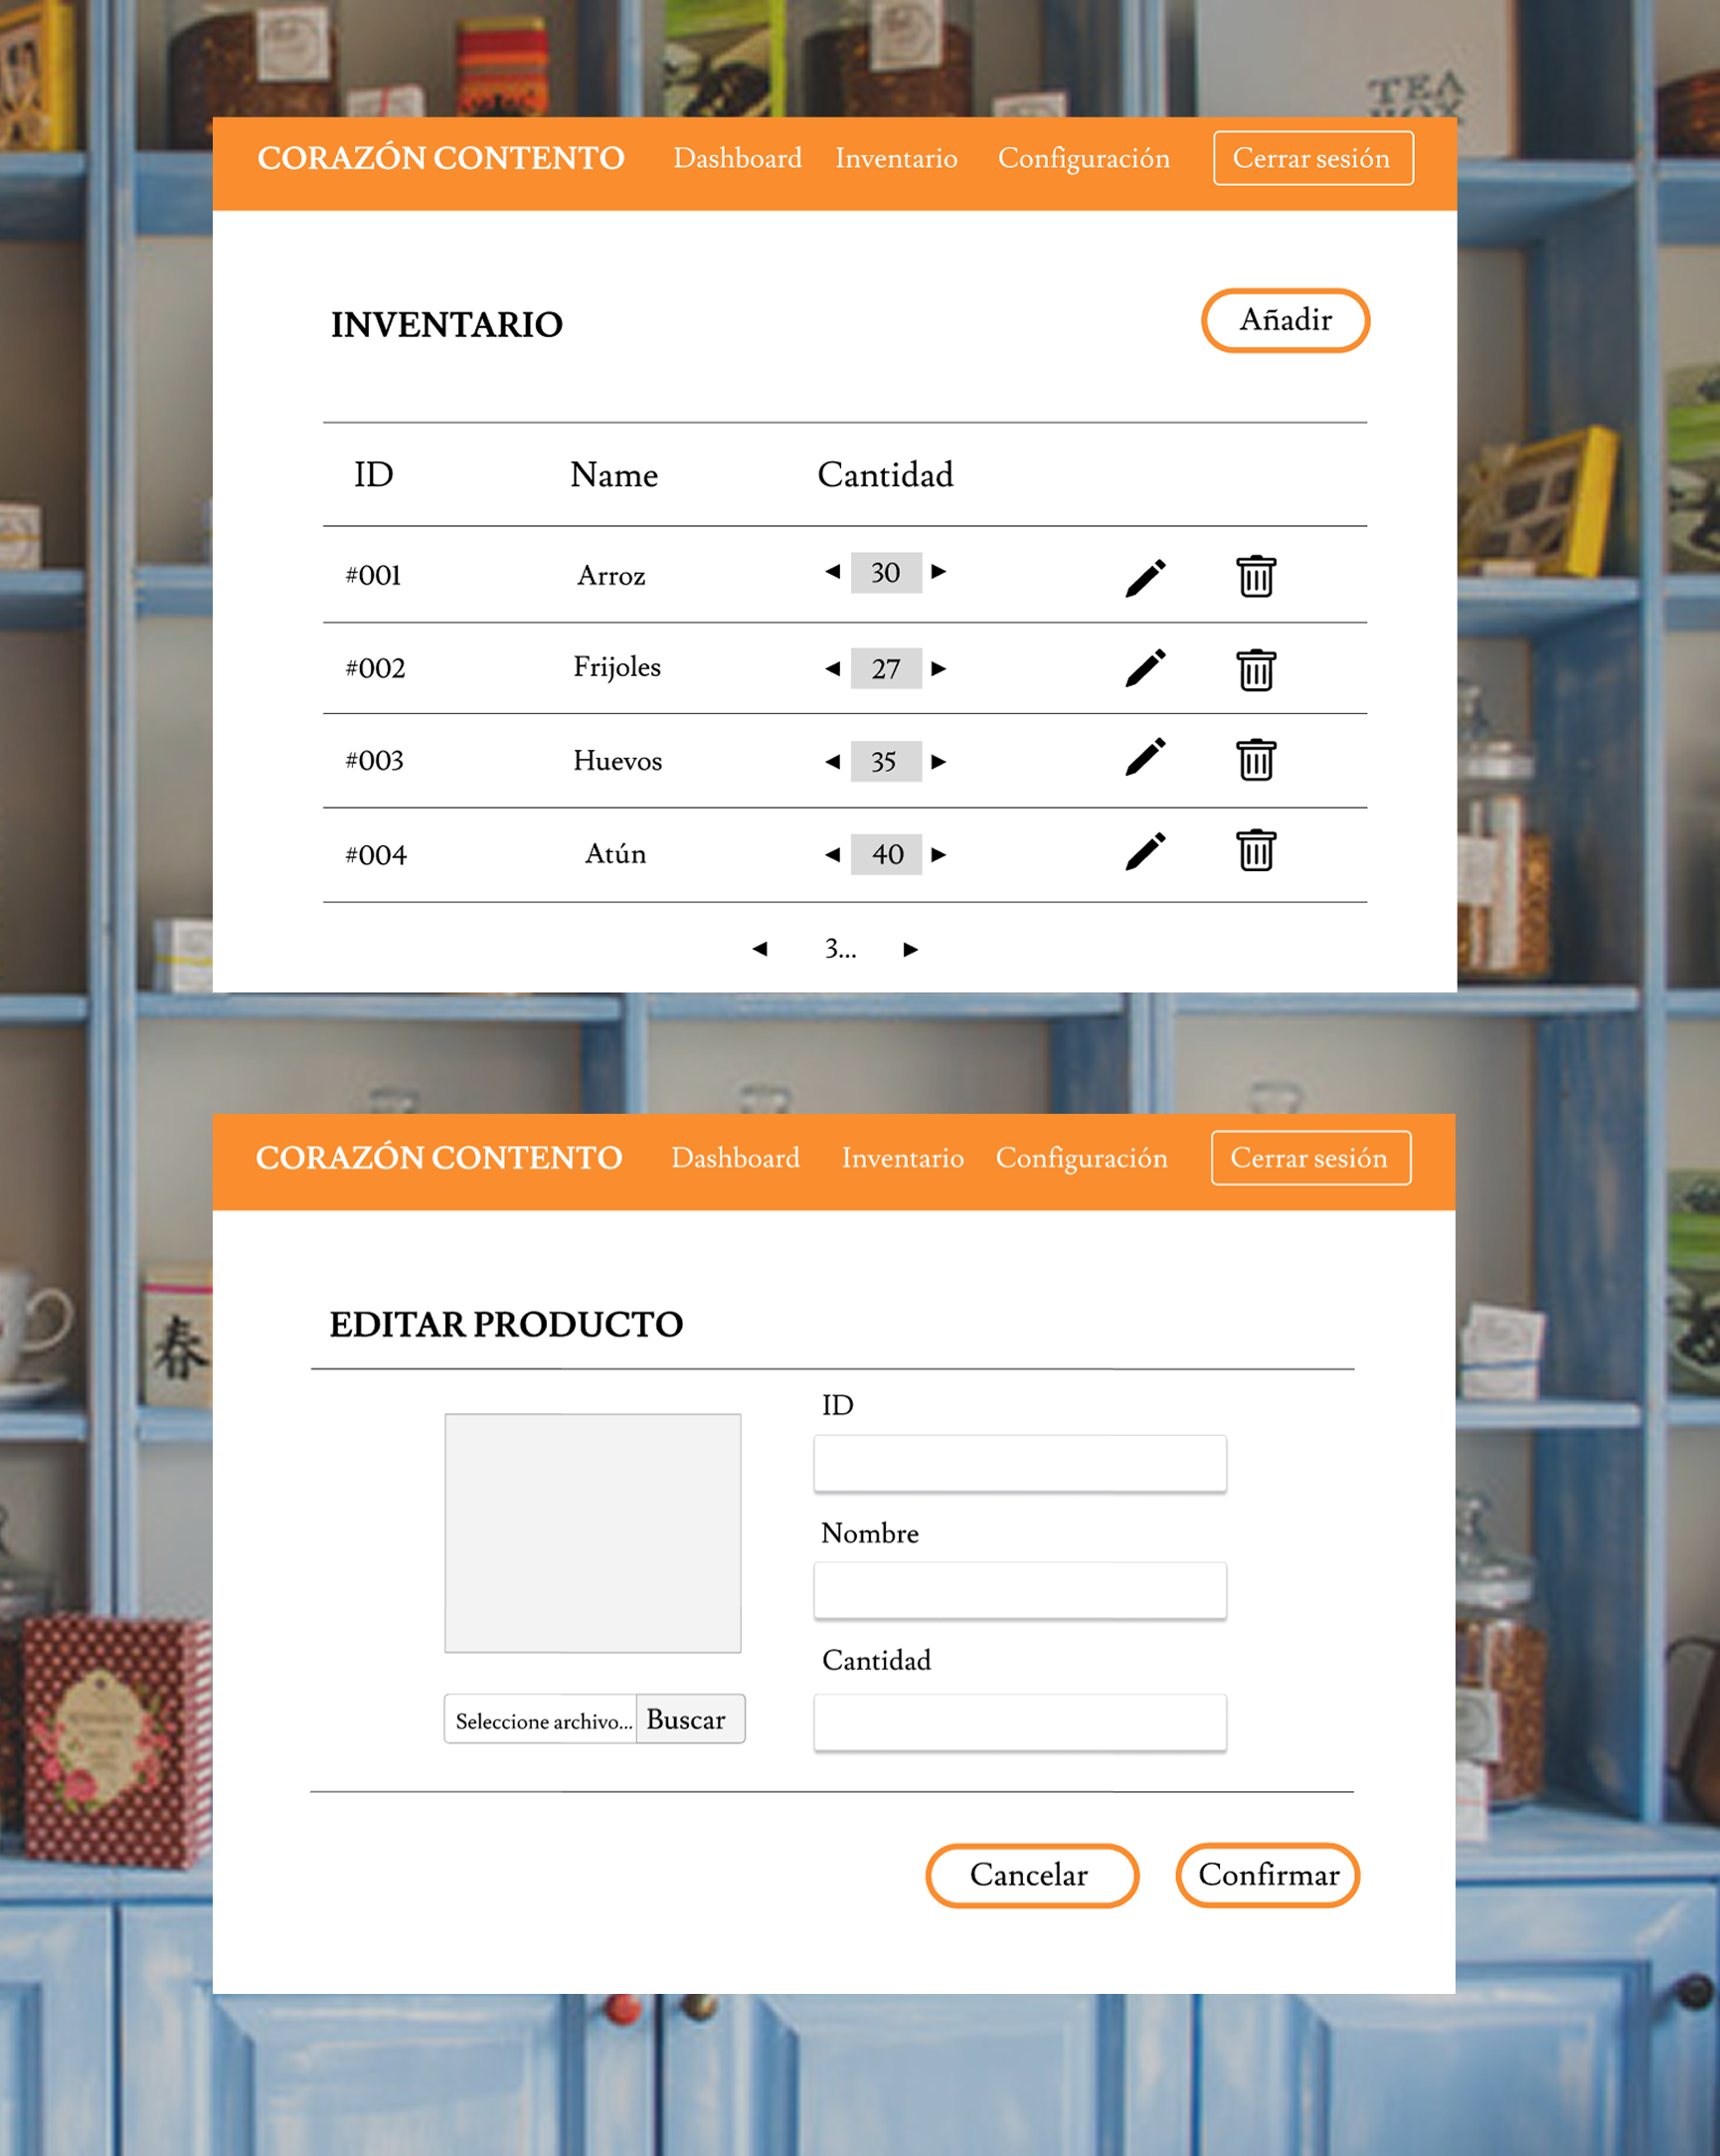 TEA
BOX
CORAZÓN CONTENTO Dashboard Inventario Configuración Cerrar sesión
INVENTARIO Añadir
ID Name Cantidad
#001 Arroz 30
#002 Frijoles 27
#003 Huevos 35
#004 Atún 40
3...
CORAZÓN CONTENTO Dashboard Inventario Configuración Cerrar sesión
EDITAR PRODUCTO
ID
Nombre
Cantidad
Seleccione archivo... Buscar
Cancelar Confirmar
春